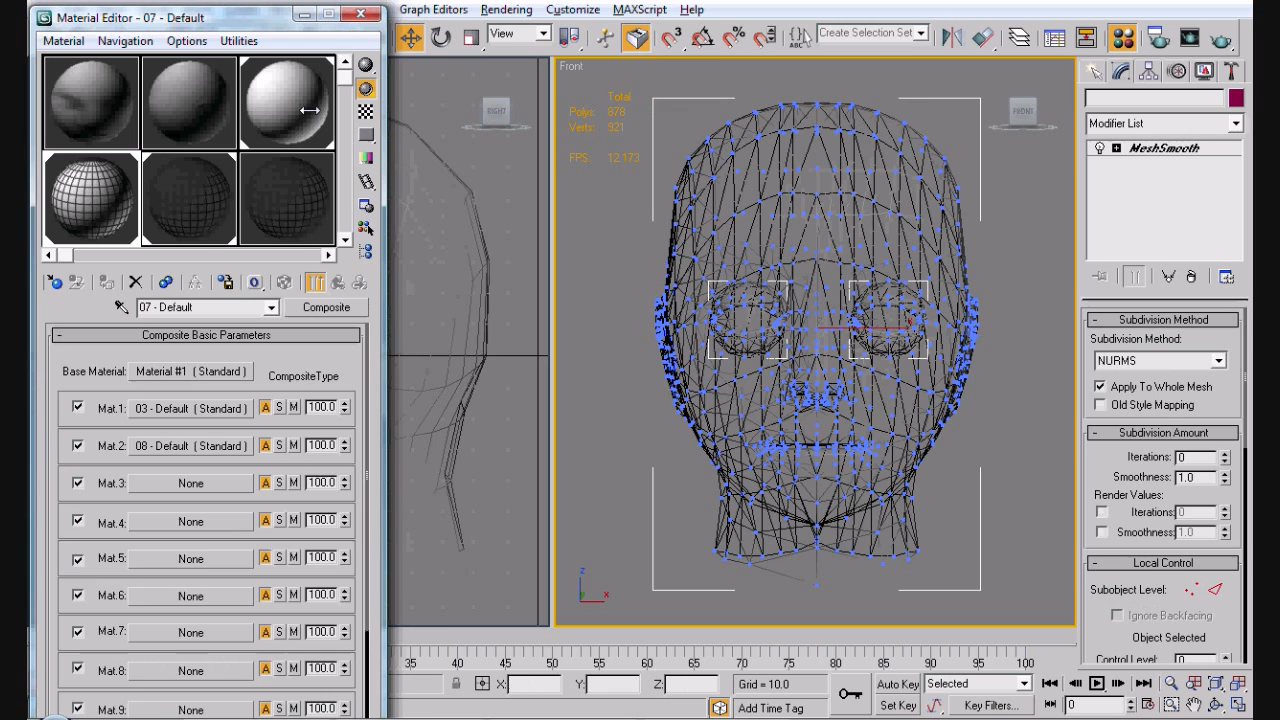 Material Editor - 07 - Default
Material Navigation Options Utilities
07 - Default Composite
Composite Basic Parameters
Base Material: Material #1 ( Standard )
CompositeType
Mat.1: 03 - Default ( Standard ) A S M 100.0
Mat.2: 08 - Default ( Standard ) A S M 100.0
Mat.3: None A S M 100.0
Mat.4: None A S M 100.0
Mat.5: None A S M 100.0
Mat.6: None A S M 100.0
Mat.7: None A S M 100.0
Mat.8: None A S M 100.0
Mat.9: None A S M 100.0
Graph Editors Rendering Customize MAXScript Help
View
Create Selection Set
RIGHT
Front
Total
Polys: 878
Verts: 921
FPS: 12.173
FRONT
z
x
Modifier List
MeshSmooth
Subdivision Method
Subdivision Method:
NURMS
Apply To Whole Mesh
Old Style Mapping
Subdivision Amount
Iterations: 0
Smoothness: 1.0
Render Values:
Iterations: 0
Smoothness: 1.0
Local Control
Subobject Level:
Ignore Backfacing
Object Selected
Control Level: 0
35 40 45 50 55 60 65 70 75 80 85 90 95 100
X: Y: Z: Grid = 10.0
Add Time Tag
Auto Key Selected
Set Key Key Filters...
0